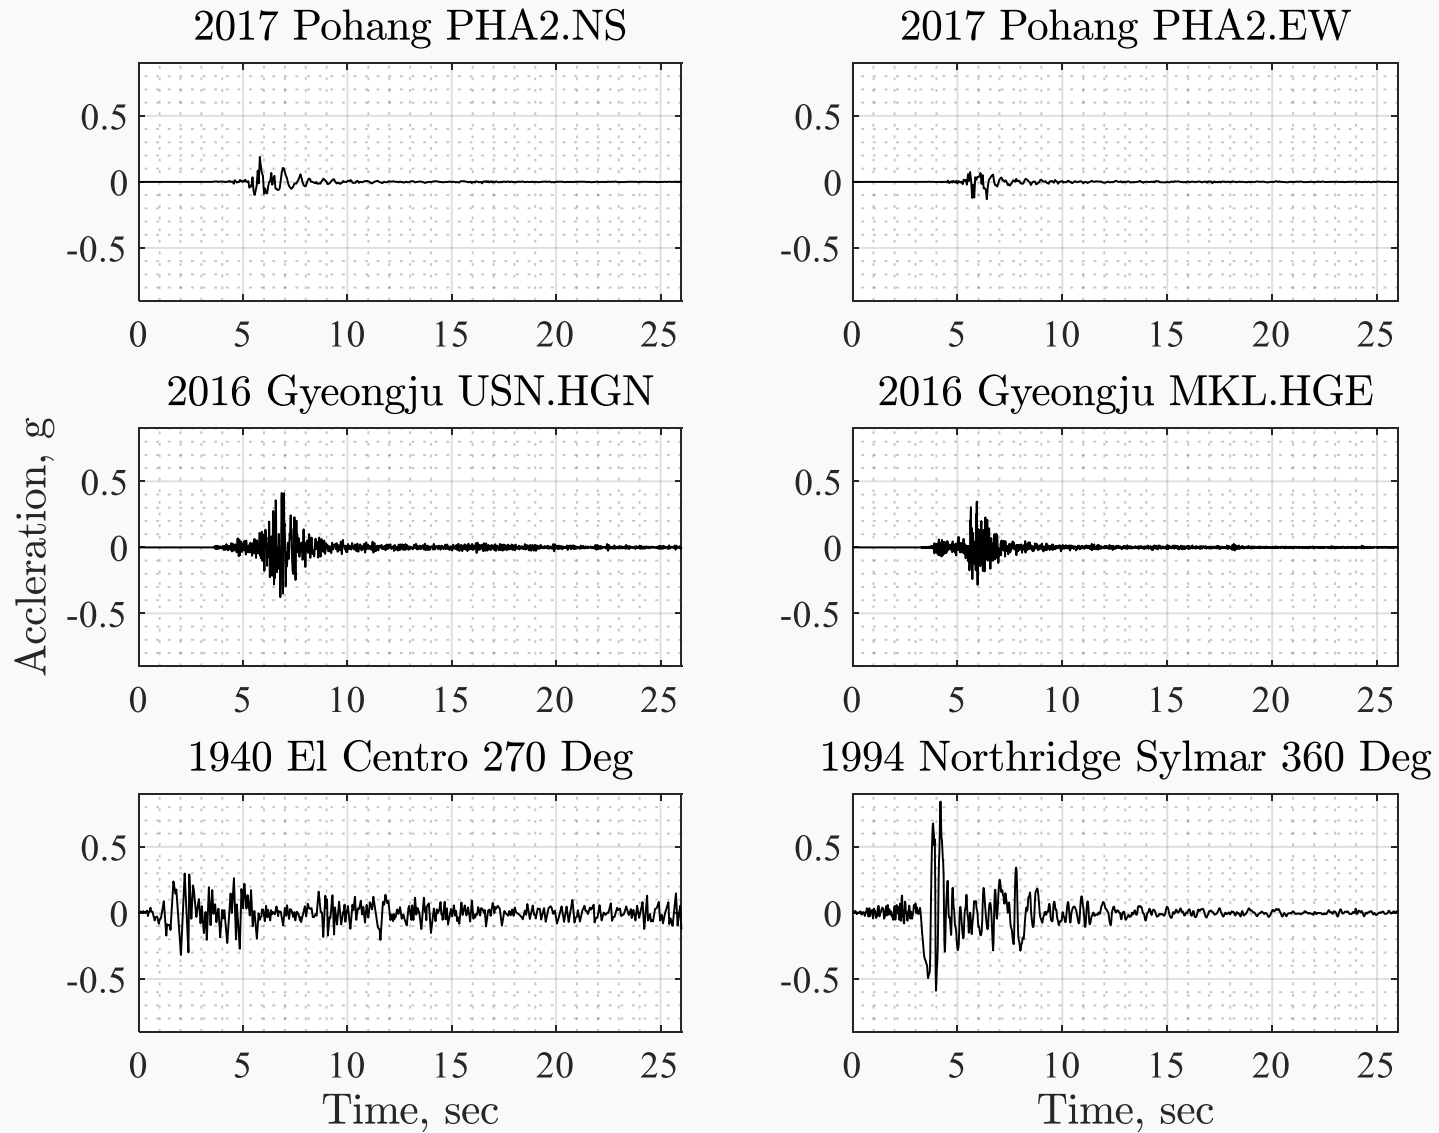 2017 Pohang PHA2.NS
0.5
0
-0.5
0 5 10 15 20 25
2017 Pohang PHA2.EW
0.5
0
-0.5
0 5 10 15 20 25
Accleration, g
2016 Gyeongju USN.HGN
0.5
0
-0.5
0 5 10 15 20 25
2016 Gyeongju MKL.HGE
0.5
0
-0.5
0 5 10 15 20 25
1940 El Centro 270 Deg
0.5
0
-0.5
0 5 10 15 20 25
Time, sec
1994 Northridge Sylmar 360 Deg
0.5
0
-0.5
0 5 10 15 20 25
Time, sec